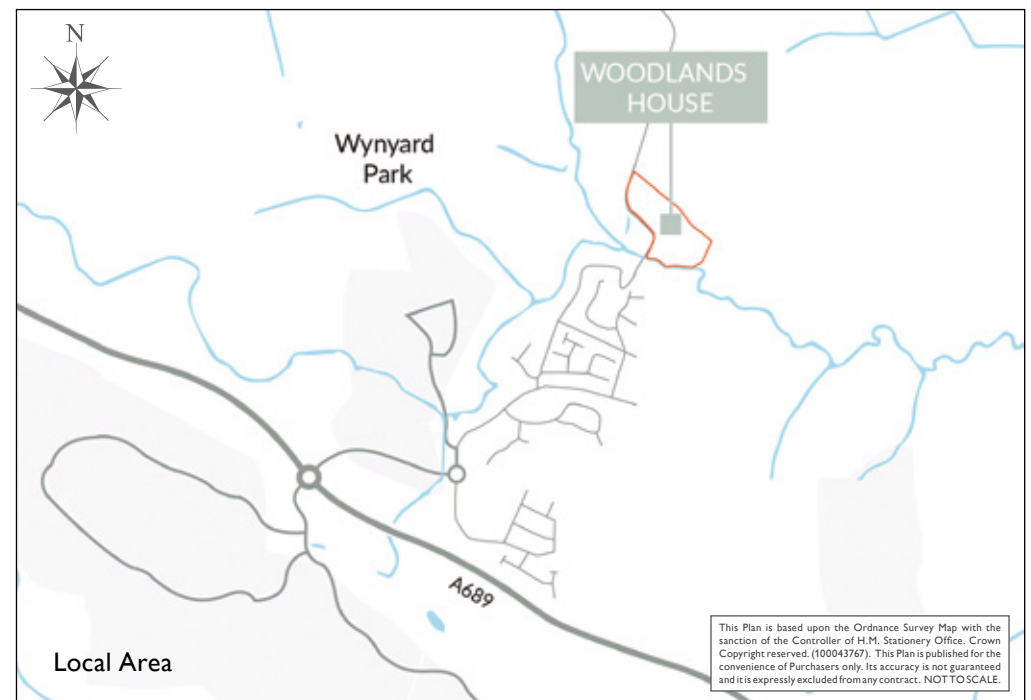 N
WOODLANDS
HOUSE
Wynyard
Park
A689
Local Area
This Plan is based upon the Ordnance Survey Map with the
sanction of the Controller of H.M. Stationery Office. Crown
Copyright reserved. (100043767). This Plan is published for the
convenience of Purchasers only. Its accuracy is not guaranteed
and it is expressly excluded from any contract. NOT TO SCALE.